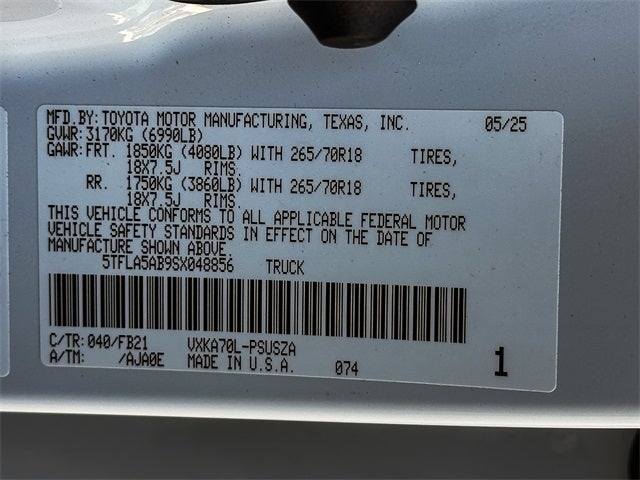 MFD.BY: TOYOTA MOTOR MANUFACTURING, TEXAS, INC. 05/25
GVWR: 3170KG (6990LB)
GAWR: FRT. 1850KG (4080LB) WITH 265/70R18 TIRES,
18X7.5J RIMS.
RR. 1750KG (3860LB) WITH 265/70R18 TIRES,
18X7.5J RIMS.
THIS VEHICLE CONFORMS TO ALL APPLICABLE FEDERAL MOTOR
VEHICLE SAFETY STANDARDS IN EFFECT ON THE DATE OF
MANUFACTURE SHOWN ABOVE.
5TFLA5AB9SX048856 TRUCK
C/TR: 040/FB21 VXKA70L-PSUSZA
A/TM: /AJA0E MADE IN U.S.A. 074 1